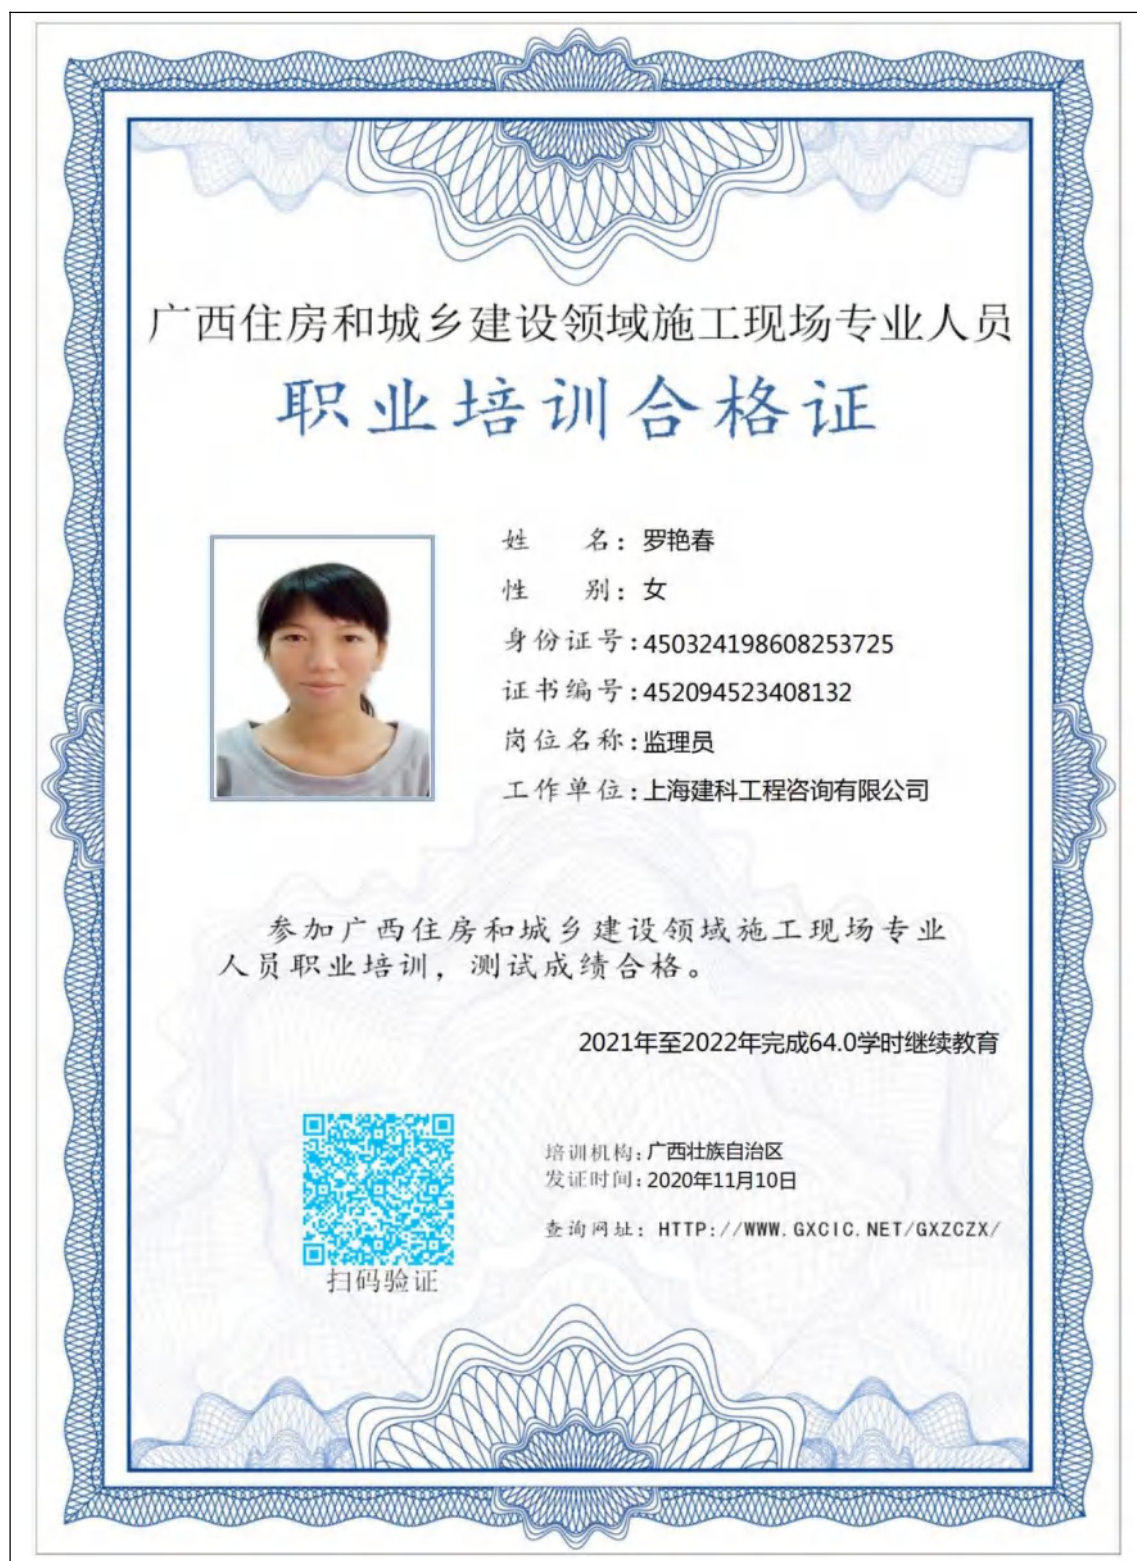 广西住房和城乡建设领域施工现场专业人员
职业培训合格证
姓 名：罗艳春
性 别：女
身份证号：450324198608253725
证书编号：452094523408132
岗位名称：监理员
工作单位：上海建科工程咨询有限公司
参加广西住房和城乡建设领域施工现场专业
人员职业培训，测试成绩合格。
2021年至2022年完成64.0学时继续教育
培训机构：广西壮族自治区
发证时间：2020年11月10日
查询网址：HTTP://WWW.GXCIC.NET/GXZCZX/
扫码验证